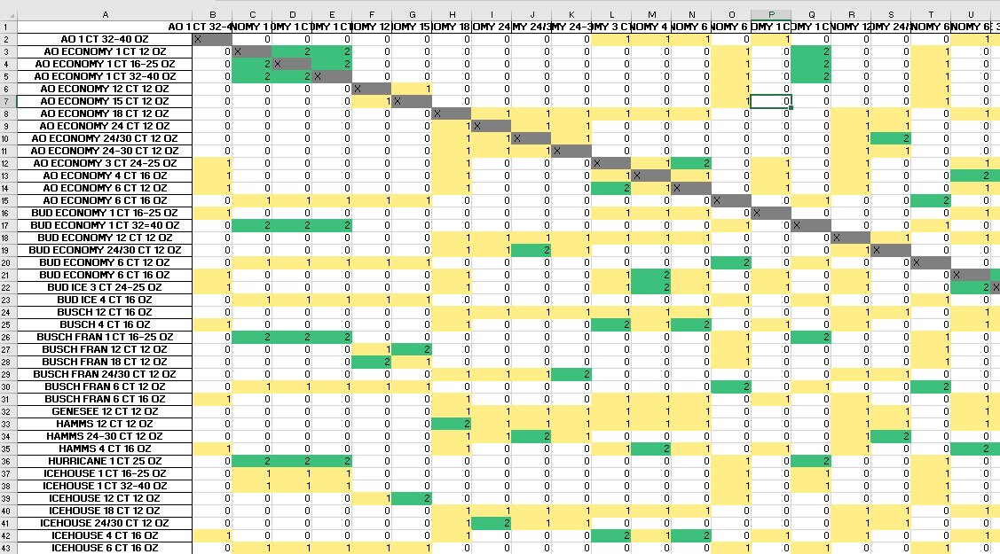 A B C D E F G H I J K L M N O P Q R S T U
1 AO 1 CT 32-4 NOMY 1 OMY 1 OMY 1 CT OMY 12 OMY 15 OMY 18 OMY 24 MY 24/3 MY 24-3 MY 3 CT NOMY 4 NOMY 6 NOMY 6 OMY 1 C OMY 1 C NOMY 12 OMY 24/ NOMY 6 NOMY 6
2 AO 1 CT 32-40 OZ X 0 0 0 0 0 0 0 0 0 1 1 1 0 1 0 0 0 0 1
3 AO ECONOMY 1 CT 12 OZ 0 X 2 2 0 0 0 0 0 0 0 0 0 1 0 2 0 0 1 0
4 AO ECONOMY 1 CT 16-25 OZ 0 2 X 2 0 0 0 0 0 0 0 0 0 1 0 2 0 0 1 0
5 AO ECONOMY 1 CT 32-40 OZ 0 2 2 X 0 0 0 0 0 0 0 0 0 1 0 2 0 0 1 0
6 AO ECONOMY 12 CT 12 OZ 0 0 0 0 X 1 0 0 0 0 0 0 0 1 0 0 0 0 1 0
7 AO ECONOMY 15 CT 12 OZ 0 0 0 0 1 X 0 0 0 0 0 0 0 1 0 0 0 0 1 0
8 AO ECONOMY 18 CT 12 OZ 0 0 0 0 0 0 X 1 1 1 1 1 1 0 0 0 1 1 0 1
9 AO ECONOMY 24 CT 12 OZ 0 0 0 0 0 0 1 X 1 1 0 0 0 0 0 0 1 1 0 0
10 AO ECONOMY 24/30 CT 12 OZ 0 0 0 0 0 0 1 1 X 1 0 0 0 0 0 0 1 2 0 0
11 AO ECONOMY 24-30 CT 12 OZ 0 0 0 0 0 0 1 1 1 X 0 0 0 0 0 0 1 1 0 0
12 AO ECONOMY 3 CT 24-25 OZ 1 0 0 0 0 0 1 0 0 0 X 1 2 0 1 0 1 0 0 1
13 AO ECONOMY 4 CT 16 OZ 1 0 0 0 0 0 1 0 0 0 1 X 1 0 1 0 1 0 0 2
14 AO ECONOMY 6 CT 12 OZ 1 0 0 0 0 0 1 0 0 0 2 1 X 0 1 0 1 0 0 1
15 AO ECONOMY 6 CT 16 OZ 0 1 1 1 1 1 0 0 0 0 0 0 0 X 0 1 0 0 2 0
16 BUD ECONOMY 1 CT 16-25 OZ 1 0 0 0 0 0 0 0 0 0 1 1 1 0 X 0 0 0 0 1
17 BUD ECONOMY 1 CT 32=40 OZ 0 2 2 2 0 0 0 0 0 0 0 0 0 1 0 X 0 0 1 0
18 BUD ECONOMY 12 CT 12 OZ 0 0 0 0 0 0 1 1 1 1 1 1 1 0 0 0 X 1 0 1
19 BUD ECONOMY 24/30 CT 12 OZ 0 0 0 0 0 0 1 1 2 1 0 0 0 0 0 0 1 X 0 0
20 BUD ECONOMY 6 CT 12 OZ 0 1 1 1 1 1 0 0 0 0 0 0 0 2 0 1 0 0 X 0
21 BUD ECONOMY 6 CT 16 OZ 1 0 0 0 0 0 1 0 0 0 1 2 1 0 1 0 1 0 0 X
22 BUD ICE 3 CT 24-25 OZ 1 0 0 0 0 0 1 0 0 0 1 2 1 0 1 0 1 0 0 2 X
23 BUD ICE 4 CT 16 OZ 0 1 1 1 1 1 0 0 0 0 0 0 0 1 0 1 0 0 1 0
24 BUSCH 12 CT 16 OZ 0 0 0 0 0 0 1 1 1 1 1 1 1 0 0 0 1 1 0 1
25 BUSCH 4 CT 16 OZ 1 0 0 0 0 0 1 0 0 0 2 1 2 0 1 0 1 0 0 1
26 BUSCH FRAN 1 CT 16-25 OZ 0 2 2 2 0 0 0 0 0 0 0 0 0 1 0 2 0 0 1 0
27 BUSCH FRAN 12 CT 12 OZ 0 0 0 0 1 2 0 0 0 0 0 0 0 1 0 0 0 0 1 0
28 BUSCH FRAN 18 CT 12 OZ 0 0 0 0 2 1 0 0 0 0 0 0 0 1 0 0 0 0 1 0
29 BUSCH FRAN 24/30 CT 12 OZ 0 0 0 0 0 0 1 1 1 2 0 0 0 0 0 0 1 1 0 0
30 BUSCH FRAN 6 CT 12 OZ 0 1 1 1 1 1 0 0 0 0 0 0 0 2 0 1 0 0 2 0
31 BUSCH FRAN 6 CT 16 OZ 1 0 0 0 0 0 1 0 0 0 1 1 1 0 1 0 1 0 0 1
32 GENESEE 12 CT 12 OZ 0 0 0 0 0 0 1 1 1 1 1 1 1 0 0 0 1 1 0 1
33 HAMMS 12 CT 12 OZ 0 0 0 0 0 0 2 1 1 1 1 1 1 0 0 0 1 1 0 1
34 HAMMS 24-30 CT 12 OZ 0 0 0 0 0 0 1 1 2 1 0 0 0 0 0 0 1 2 0 0
35 HAMMS 4 CT 16 OZ 1 0 0 0 0 0 1 0 0 0 1 2 1 0 1 0 1 0 0 2
36 HURRICANE 1 CT 25 OZ 0 2 2 2 0 0 0 0 0 0 0 0 0 1 0 2 0 0 1 0
37 ICEHOUSE 1 CT 16-25 OZ 0 1 1 1 0 0 0 0 0 0 0 0 0 1 0 1 0 0 1 0
38 ICEHOUSE 1 CT 32-40 OZ 0 1 1 1 0 0 0 0 0 0 0 0 0 1 0 1 0 0 1 0
39 ICEHOUSE 12 CT 12 OZ 0 0 0 0 1 2 0 0 0 0 0 0 0 1 0 0 0 0 1 0
40 ICEHOUSE 18 CT 12 OZ 0 0 0 0 0 0 1 1 1 1 1 1 1 0 0 0 1 1 0 1
41 ICEHOUSE 24/30 CT 12 OZ 0 0 0 0 0 0 1 2 1 1 0 0 0 0 0 0 1 1 0 0
42 ICEHOUSE 4 CT 16 OZ 1 0 0 0 0 0 1 0 0 0 2 1 2 0 1 0 1 0 0 1
43 ICEHOUSE 6 CT 16 OZ 0 1 1 1 1 1 0 0 0 0 0 0 0 1 0 1 0 0 1 0